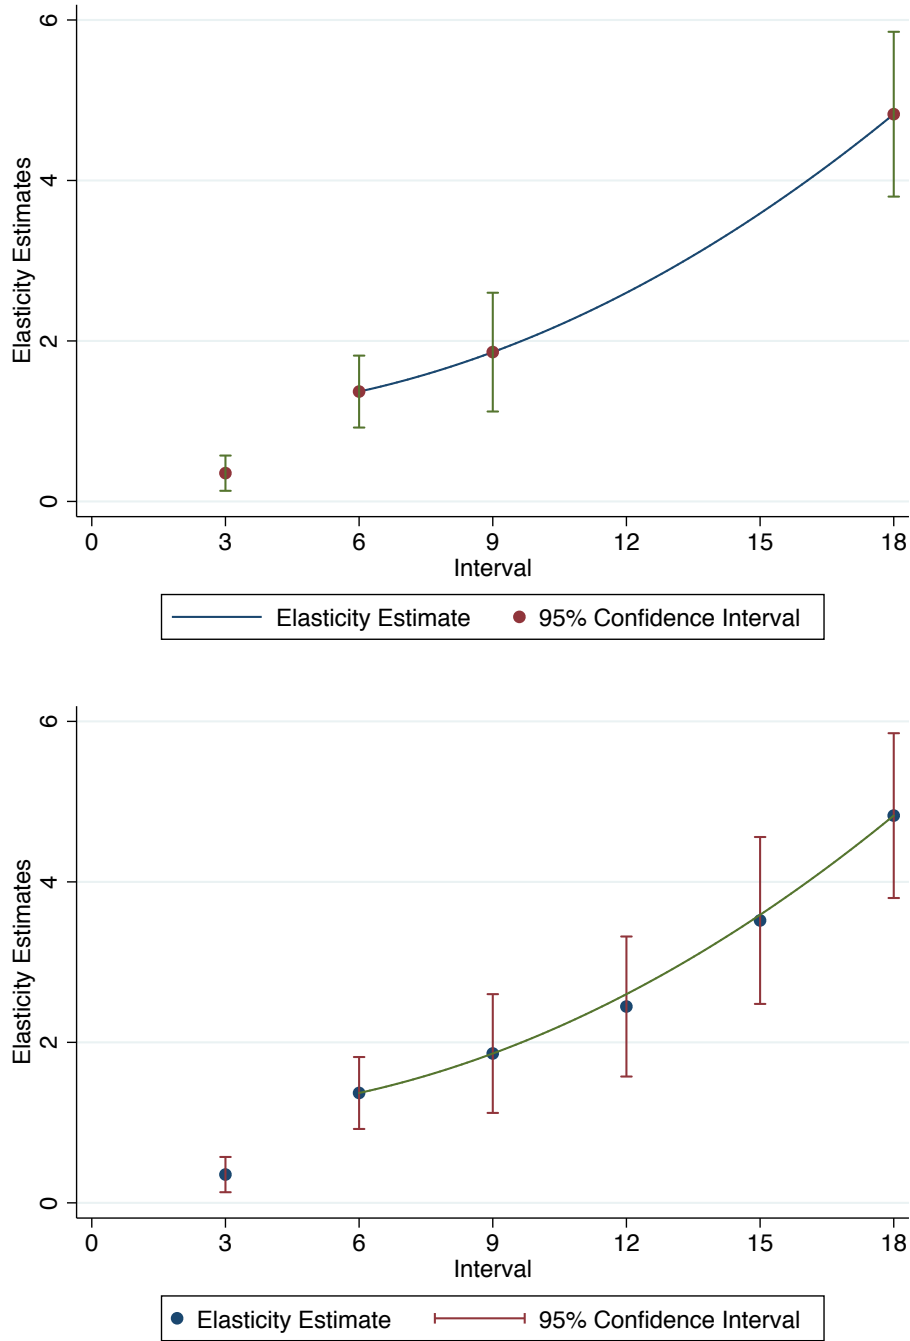 6
4
2
0
Elasticity Estimates
0 3 6 9 12 15 18
Interval
Elasticity Estimate 95% Confidence Interval
6
4
2
0
Elasticity Estimates
0 3 6 9 12 15 18
Interval
Elasticity Estimate 95% Confidence Interval